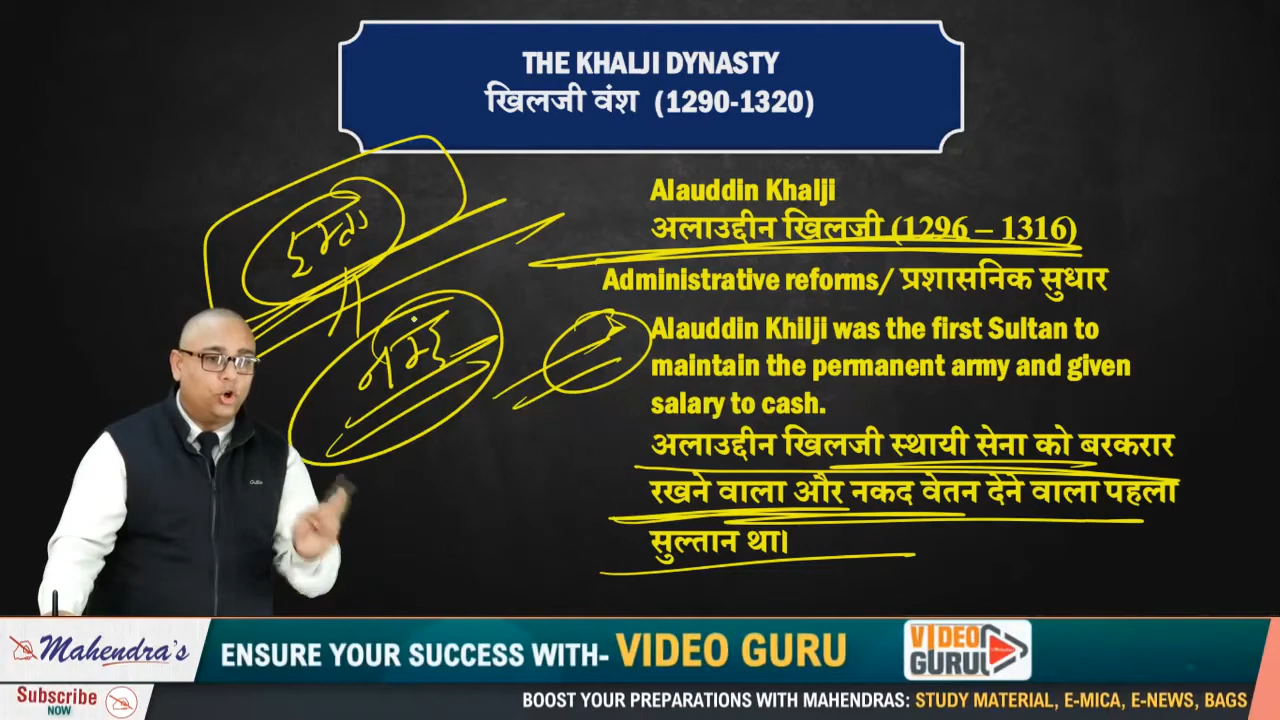 THE KHALJI DYNASTY
खिलजी वंश (1290-1320)
Alauddin Khalji
अलाउद्दीन खिलजी (1296 – 1316)
Administrative reforms/ प्रशासनिक सुधार
Alauddin Khilji was the first Sultan to
maintain the permanent army and given
salary to cash.
अलाउद्दीन खिलजी स्थायी सेना को बरकरार
रखने वाला और नकद वेतन देने वाला पहला
सुल्तान था।
Mahendra's
ENSURE YOUR SUCCESS WITH- VIDEO GURU
VIDEO
GURU
Subscribe
NOW
BOOST YOUR PREPARATIONS WITH MAHENDRAS: STUDY MATERIAL, E-MICA, E-NEWS, BAGS